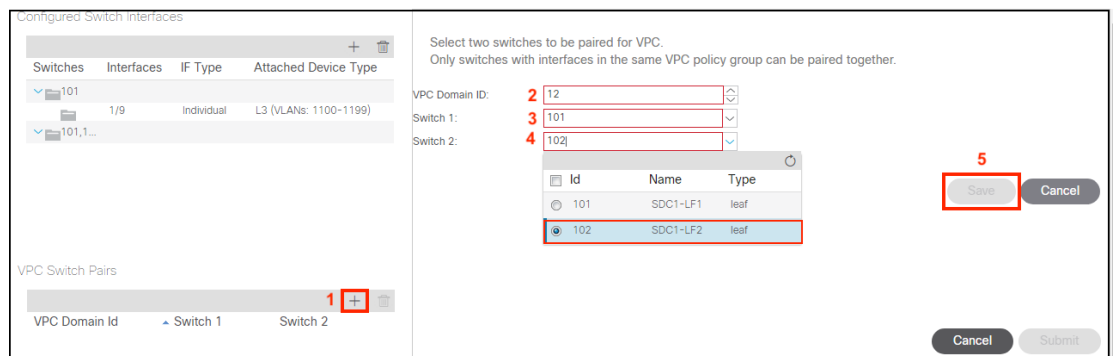 Configured Switch Interfaces
Switches Interfaces IF Type Attached Device Type
101
1/9 Individual L3 (VLANs: 1100-1199)
101,1...
VPC Switch Pairs
1
VPC Domain Id Switch 1 Switch 2
Select two switches to be paired for VPC.
Only switches with interfaces in the same VPC policy group can be paired together.
VPC Domain ID: 2 12
Switch 1: 3 101
Switch 2: 4 102
Id Name Type
101 SDC1-LF1 leaf
102 SDC1-LF2 leaf
5
Save Cancel
Cancel Submit